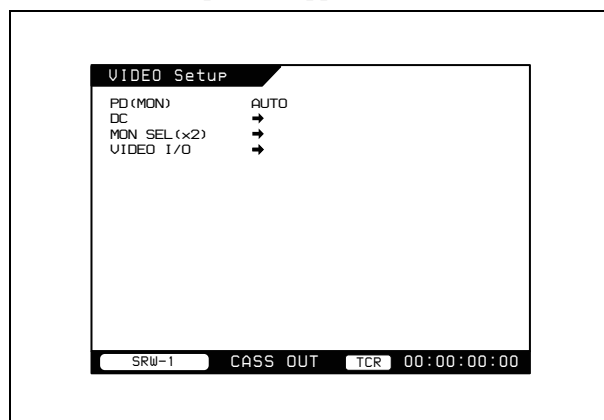 VIDEO Setup
PD(MON) AUTO
DC ➡
MON SEL(x2) ➡
VIDEO I/O ➡
SRW-1 CASS OUT TCR 00:00:00:00